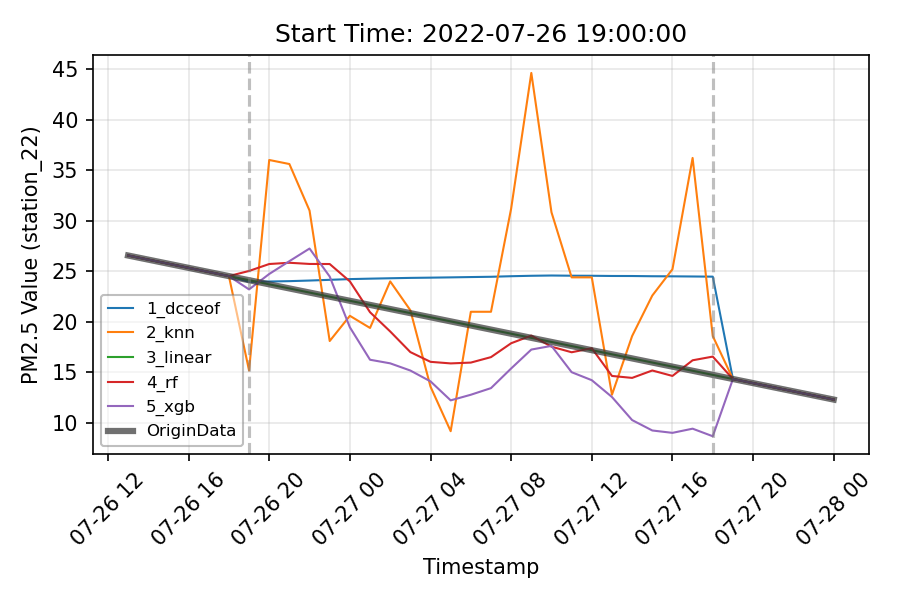 Start Time: 2022-07-26 19:00:00
PM2.5 Value (station_22)
45
40
35
30
25
20
15
10
1_dcceof
2_knn
3_linear
4_rf
5_xgb
OriginData
07-26 12
07-26 16
07-26 20
07-27 00
07-27 04
07-27 08
07-27 12
07-27 16
07-27 20
07-28 00
Timestamp